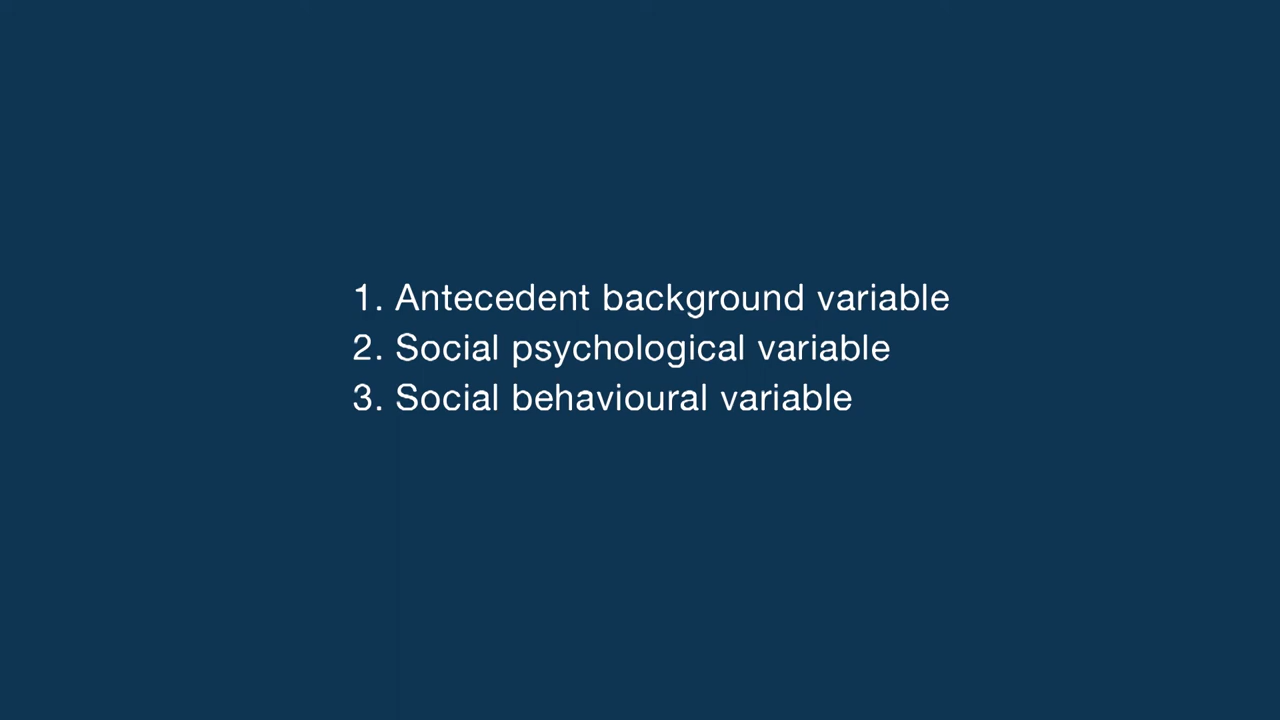 1. Antecedent background variable
2. Social psychological variable
3. Social behavioural variable